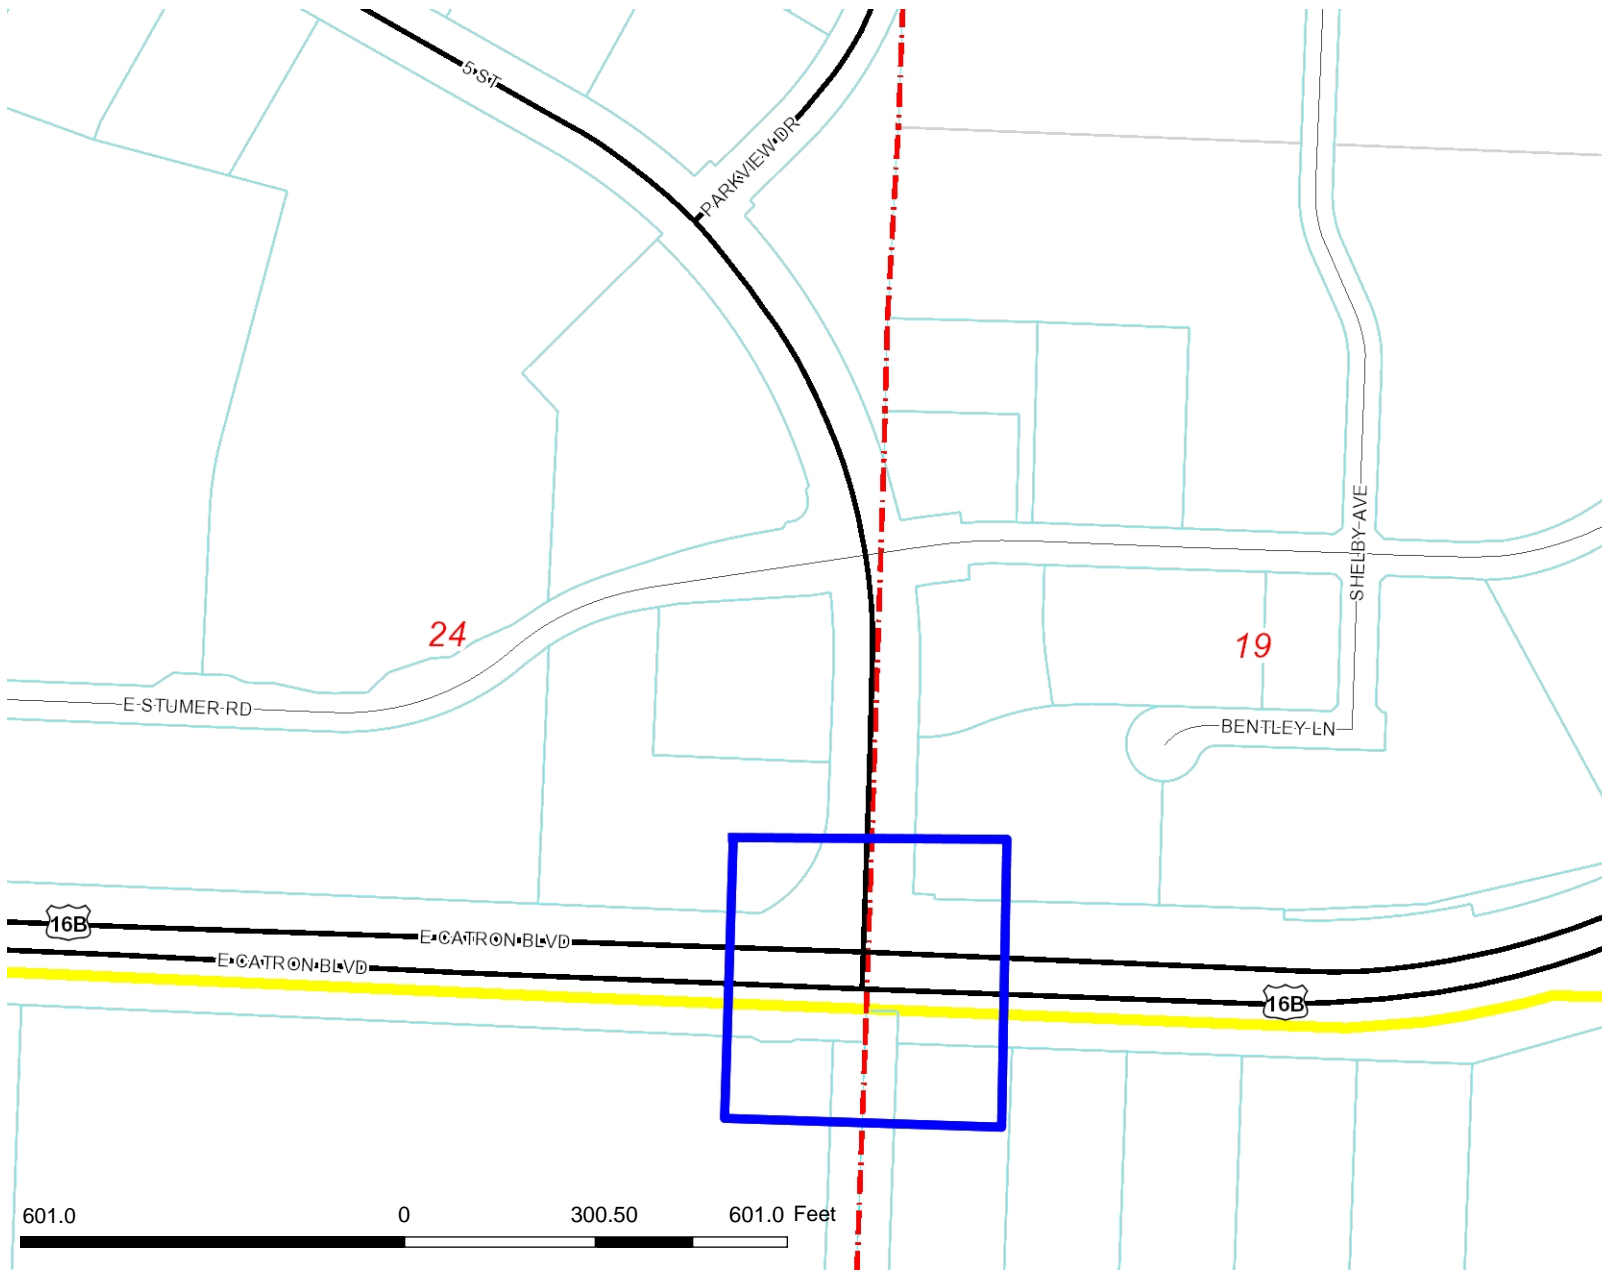 5 ST
PARKVIEW DR
SHELBY AVE
24
19
E STUMER RD
BENTLEY LN
16B
E CATRON BLVD
E CATRON BLVD
16B
601.0 0 300.50 601.0 Feet